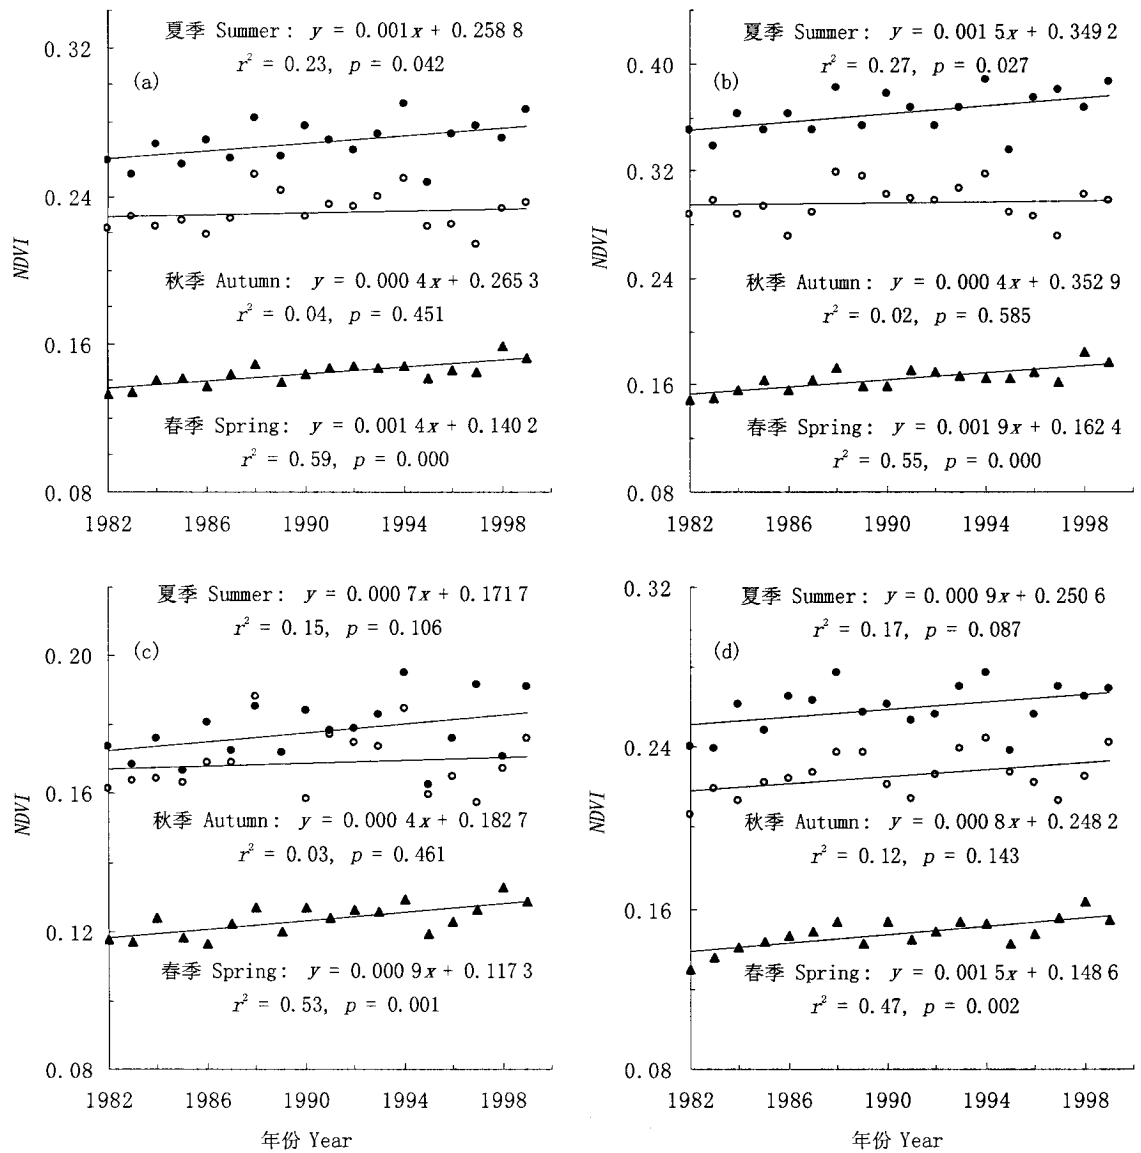 夏季 Summer: y = 0.001x + 0.258 8
r² = 0.23, p = 0.042
(a)
0.32
0.24
0.16
0.08
NDVI
秋季 Autumn: y = 0.000 4x + 0.265 3
r² = 0.04, p = 0.451
春季 Spring: y = 0.001 4x + 0.140 2
r² = 0.59, p = 0.000
1982 1986 1990 1994 1998
夏季 Summer: y = 0.001 5x + 0.349 2
r² = 0.27, p = 0.027
(b)
0.40
0.32
0.24
0.16
0.08
NDVI
秋季 Autumn: y = 0.000 4x + 0.352 9
r² = 0.02, p = 0.585
春季 Spring: y = 0.001 9x + 0.162 4
r² = 0.55, p = 0.000
1982 1986 1990 1994 1998
夏季 Summer: y = 0.000 7x + 0.171 7
r² = 0.15, p = 0.106
(c)
0.20
0.16
0.12
0.08
NDVI
秋季 Autumn: y = 0.000 4x + 0.182 7
r² = 0.03, p = 0.461
春季 Spring: y = 0.000 9x + 0.117 3
r² = 0.53, p = 0.001
1982 1986 1990 1994 1998
年份 Year
夏季 Summer: y = 0.000 9x + 0.250 6
r² = 0.17, p = 0.087
(d)
0.32
0.24
0.16
0.08
NDVI
秋季 Autumn: y = 0.000 8x + 0.248 2
r² = 0.12, p = 0.143
春季 Spring: y = 0.001 5x + 0.148 6
r² = 0.47, p = 0.002
1982 1986 1990 1994 1998
年份 Year